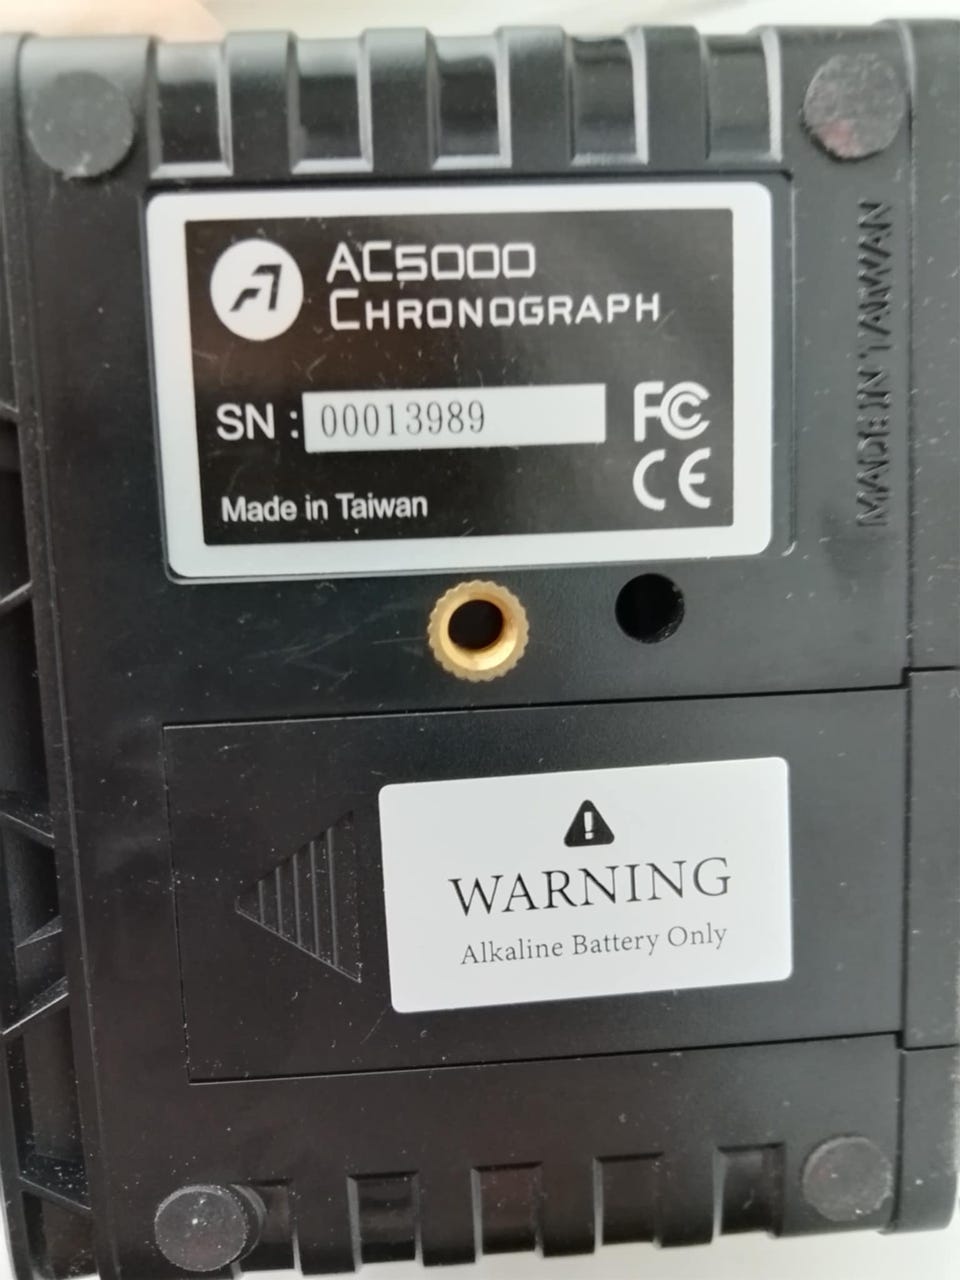 AC5000
CHRONOGRAPH
SN : 00013989
FC
CE
Made in Taiwan
MADE IN TAIWAN
WARNING
Alkaline Battery Only